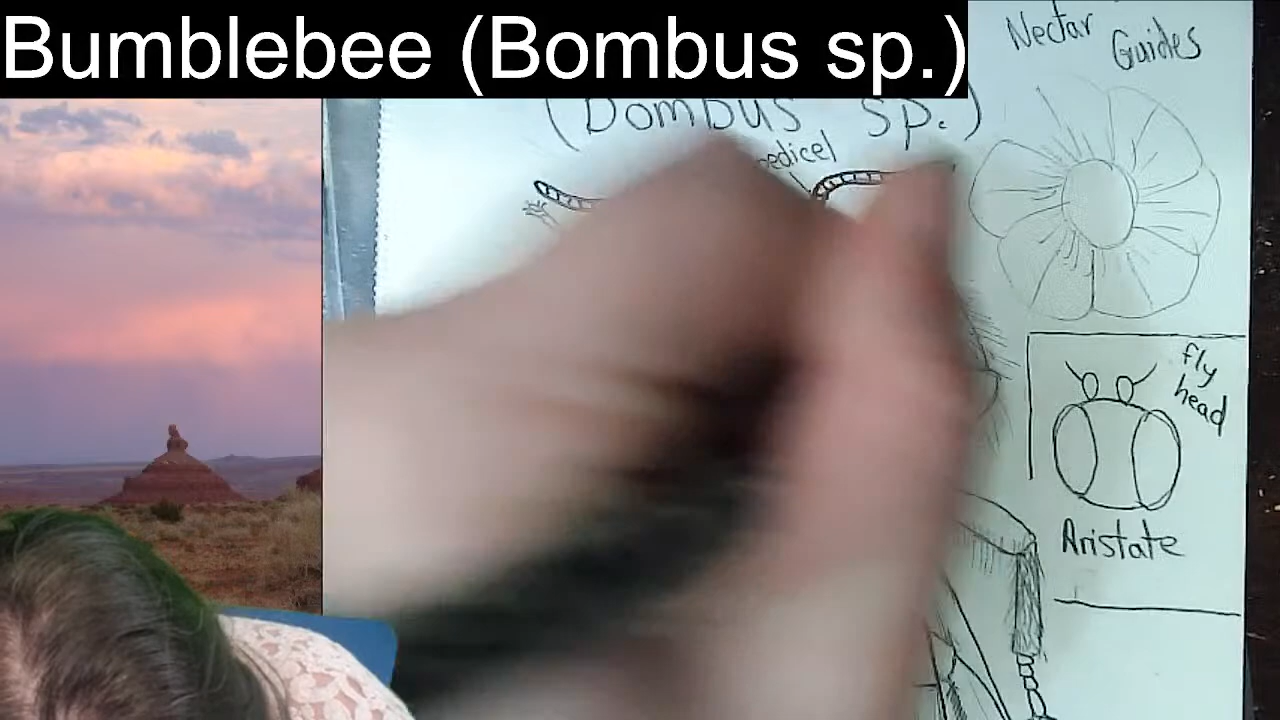 Bumblebee (Bombus sp.)
Nectar
Guides
(Bombus sp.)
fly
head
Aristate